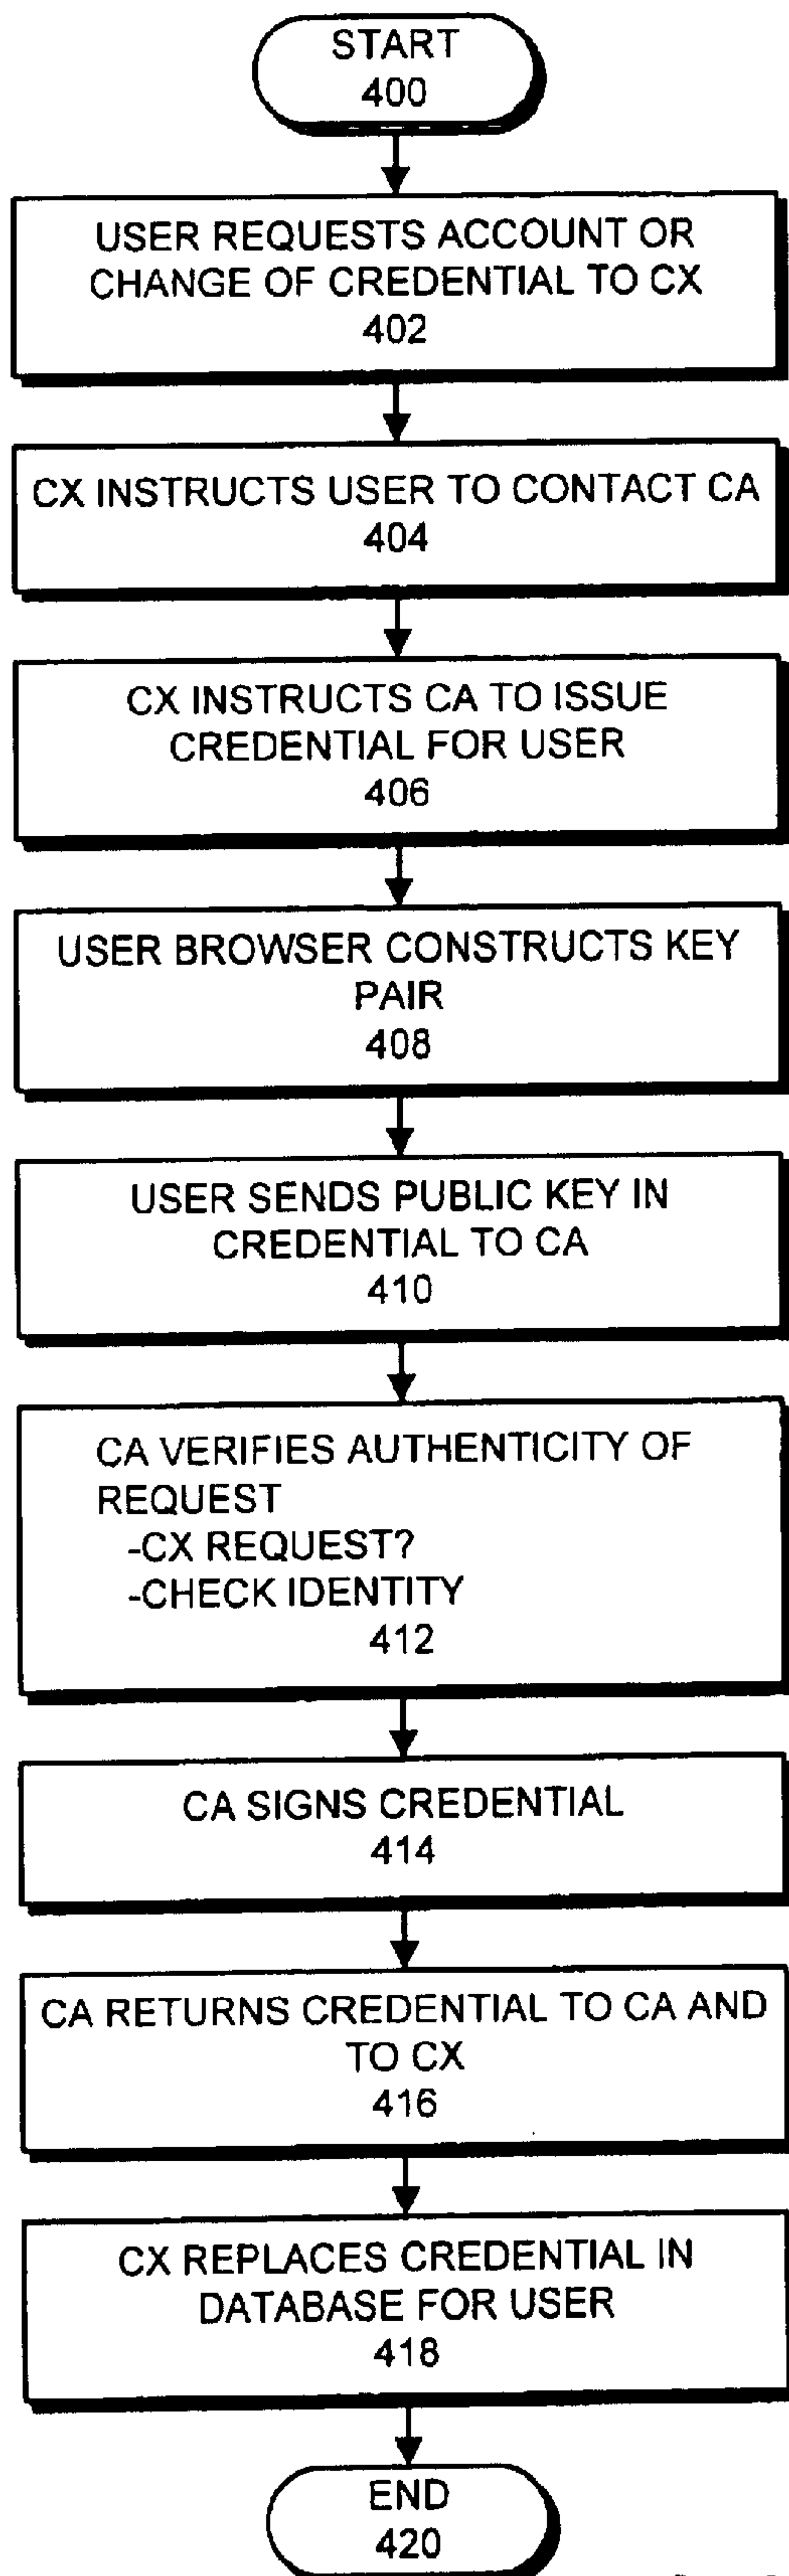 START
400
USER REQUESTS ACCOUNT OR
CHANGE OF CREDENTIAL TO CX
402
CX INSTRUCTS USER TO CONTACT CA
404
CX INSTRUCTS CA TO ISSUE
CREDENTIAL FOR USER
406
USER BROWSER CONSTRUCTS KEY
PAIR
408
USER SENDS PUBLIC KEY IN
CREDENTIAL TO CA
410
CA VERIFIES AUTHENTICITY OF
REQUEST
-CX REQUEST?
-CHECK IDENTITY
412
CA SIGNS CREDENTIAL
414
CA RETURNS CREDENTIAL TO CA AND
TO CX
416
CX REPLACES CREDENTIAL IN
DATABASE FOR USER
418
END
420